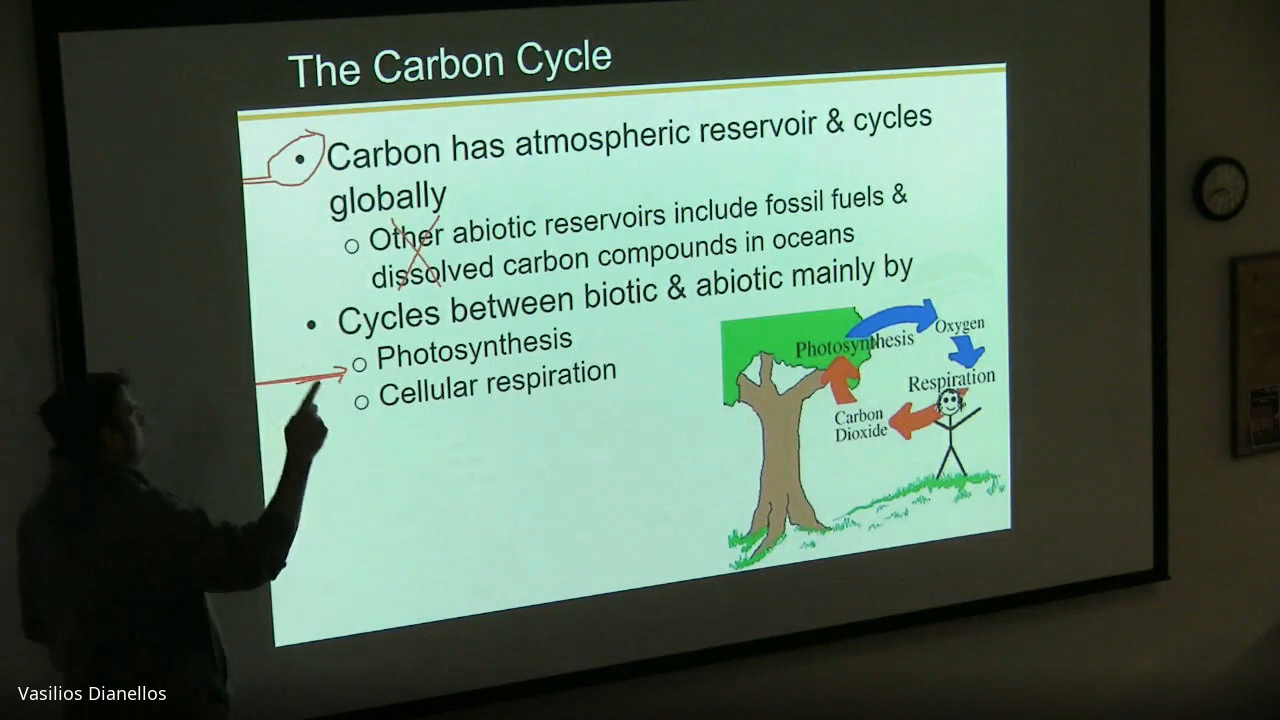 The Carbon Cycle
• Carbon has atmospheric reservoir & cycles
globally
○ Other abiotic reservoirs include fossil fuels &
dissolved carbon compounds in oceans
• Cycles between biotic & abiotic mainly by
○ Photosynthesis
○ Cellular respiration
Photosynthesis
Oxygen
Respiration
Carbon
Dioxide
Vasilios Dianellos